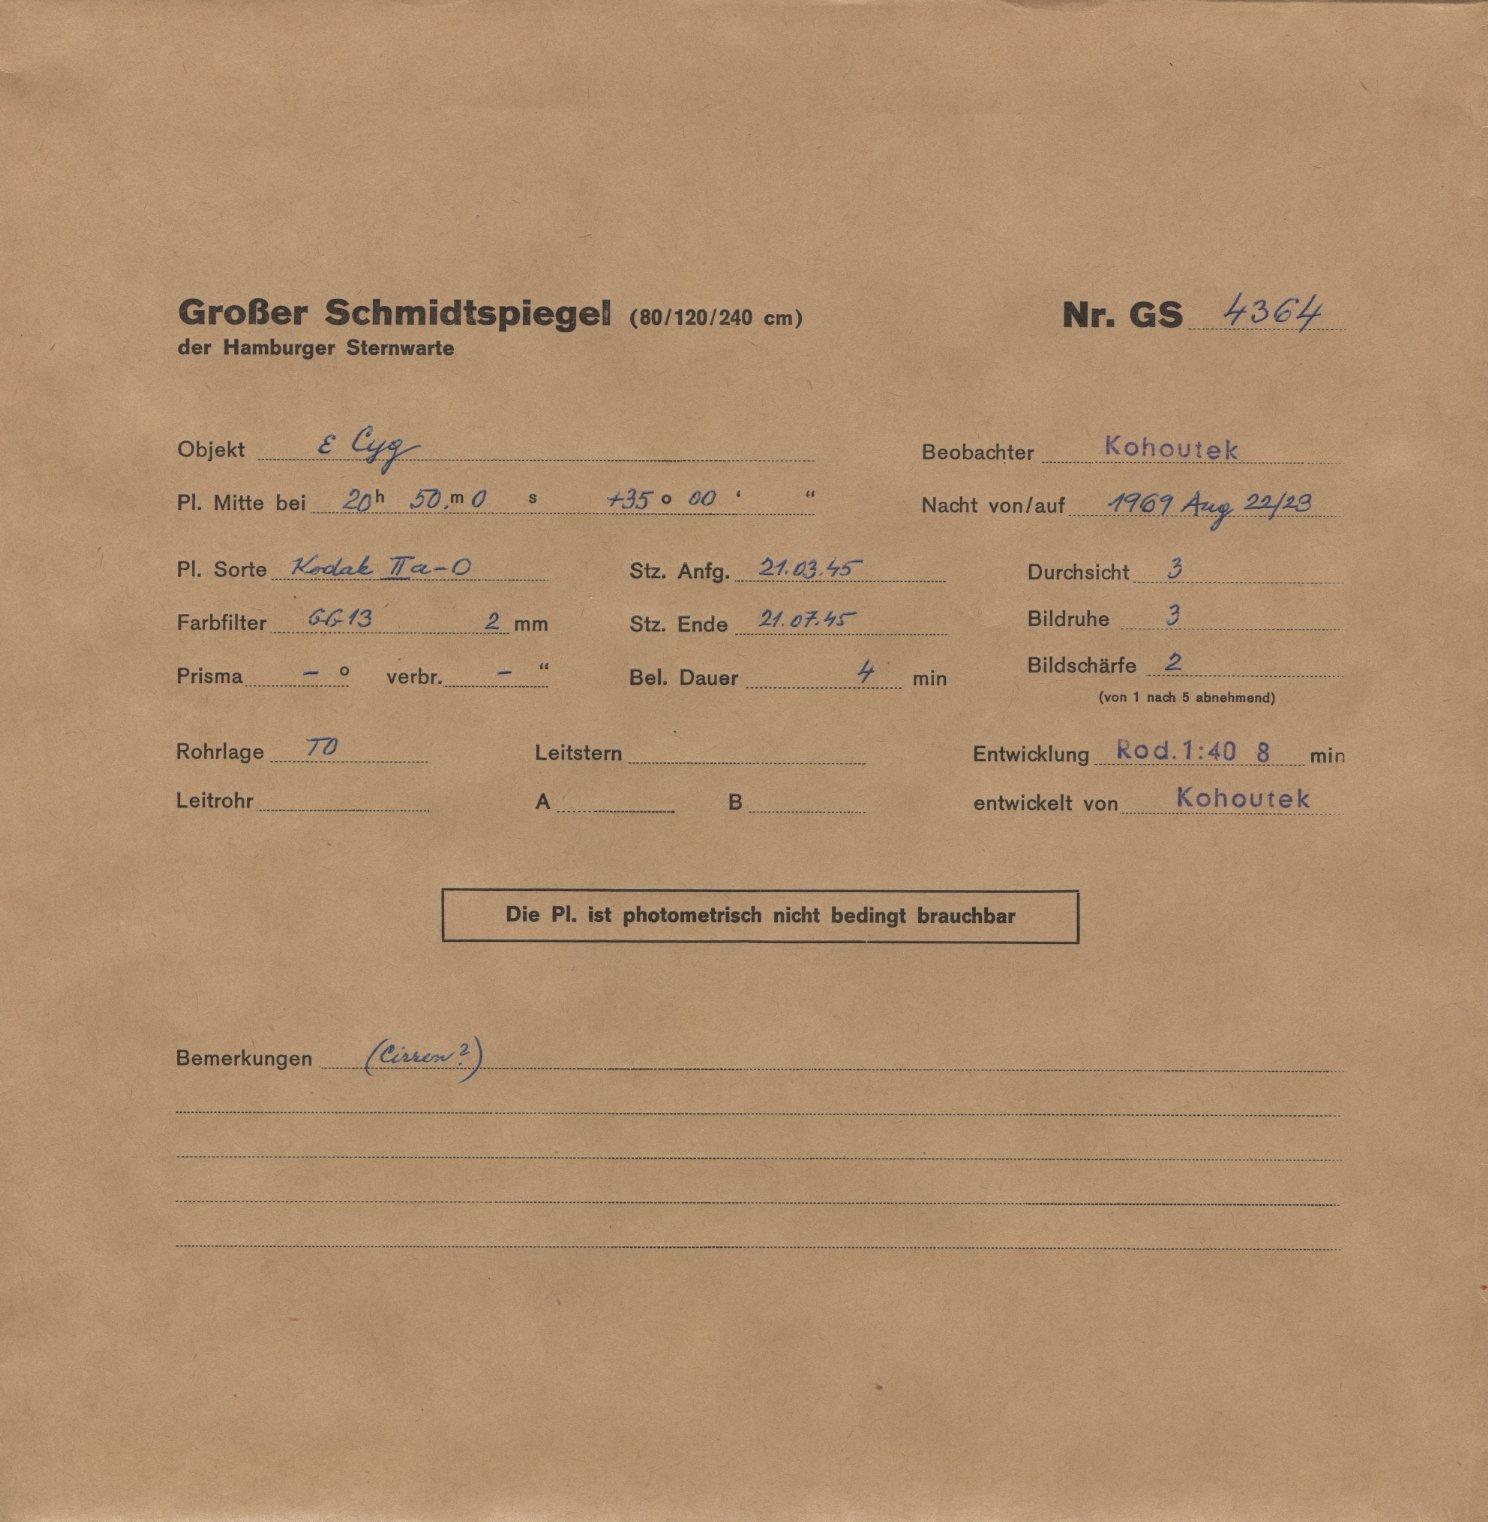 Großer Schmidtspiegel (80/120/240 cm) Nr. GS 4364
der Hamburger Sternwarte
Objekt ε Cyg Beobachter Kohoutek
Pl. Mitte bei 20 h 50. m 0 s +35 o 00 ‘ “ Nacht von/auf 1969 Aug 22/23
Pl. Sorte Kodak IIa-O Stz. Anfg. 21.03.45 Durchsicht 3
Farbfilter GG13 2 mm Stz. Ende 21.07.45 Bildruhe 3
Prisma – o verbr. – “ Bel. Dauer 4 min Bildschärfe 2
(von 1 nach 5 abnehmend)
Rohrlage TO Leitstern Entwicklung Rod. 1:40 8 min
Leitrohr A B entwickelt von Kohoutek
Die Pl. ist photometrisch nicht bedingt brauchbar
Bemerkungen (Cirren?)